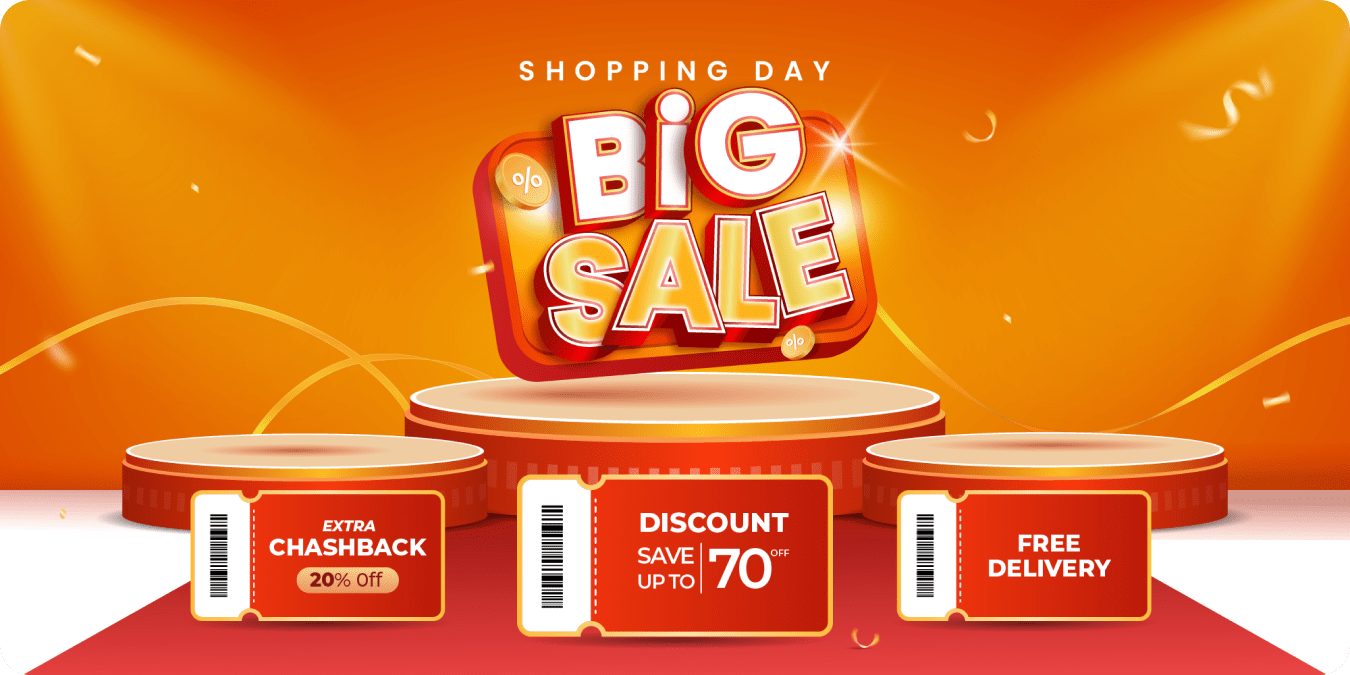 SHOPPING DAY
BiG
SALE
%
%
EXTRA
CHASHBACK
20% Off
DISCOUNT
SAVE
UP TO
70 OFF
FREE
DELIVERY